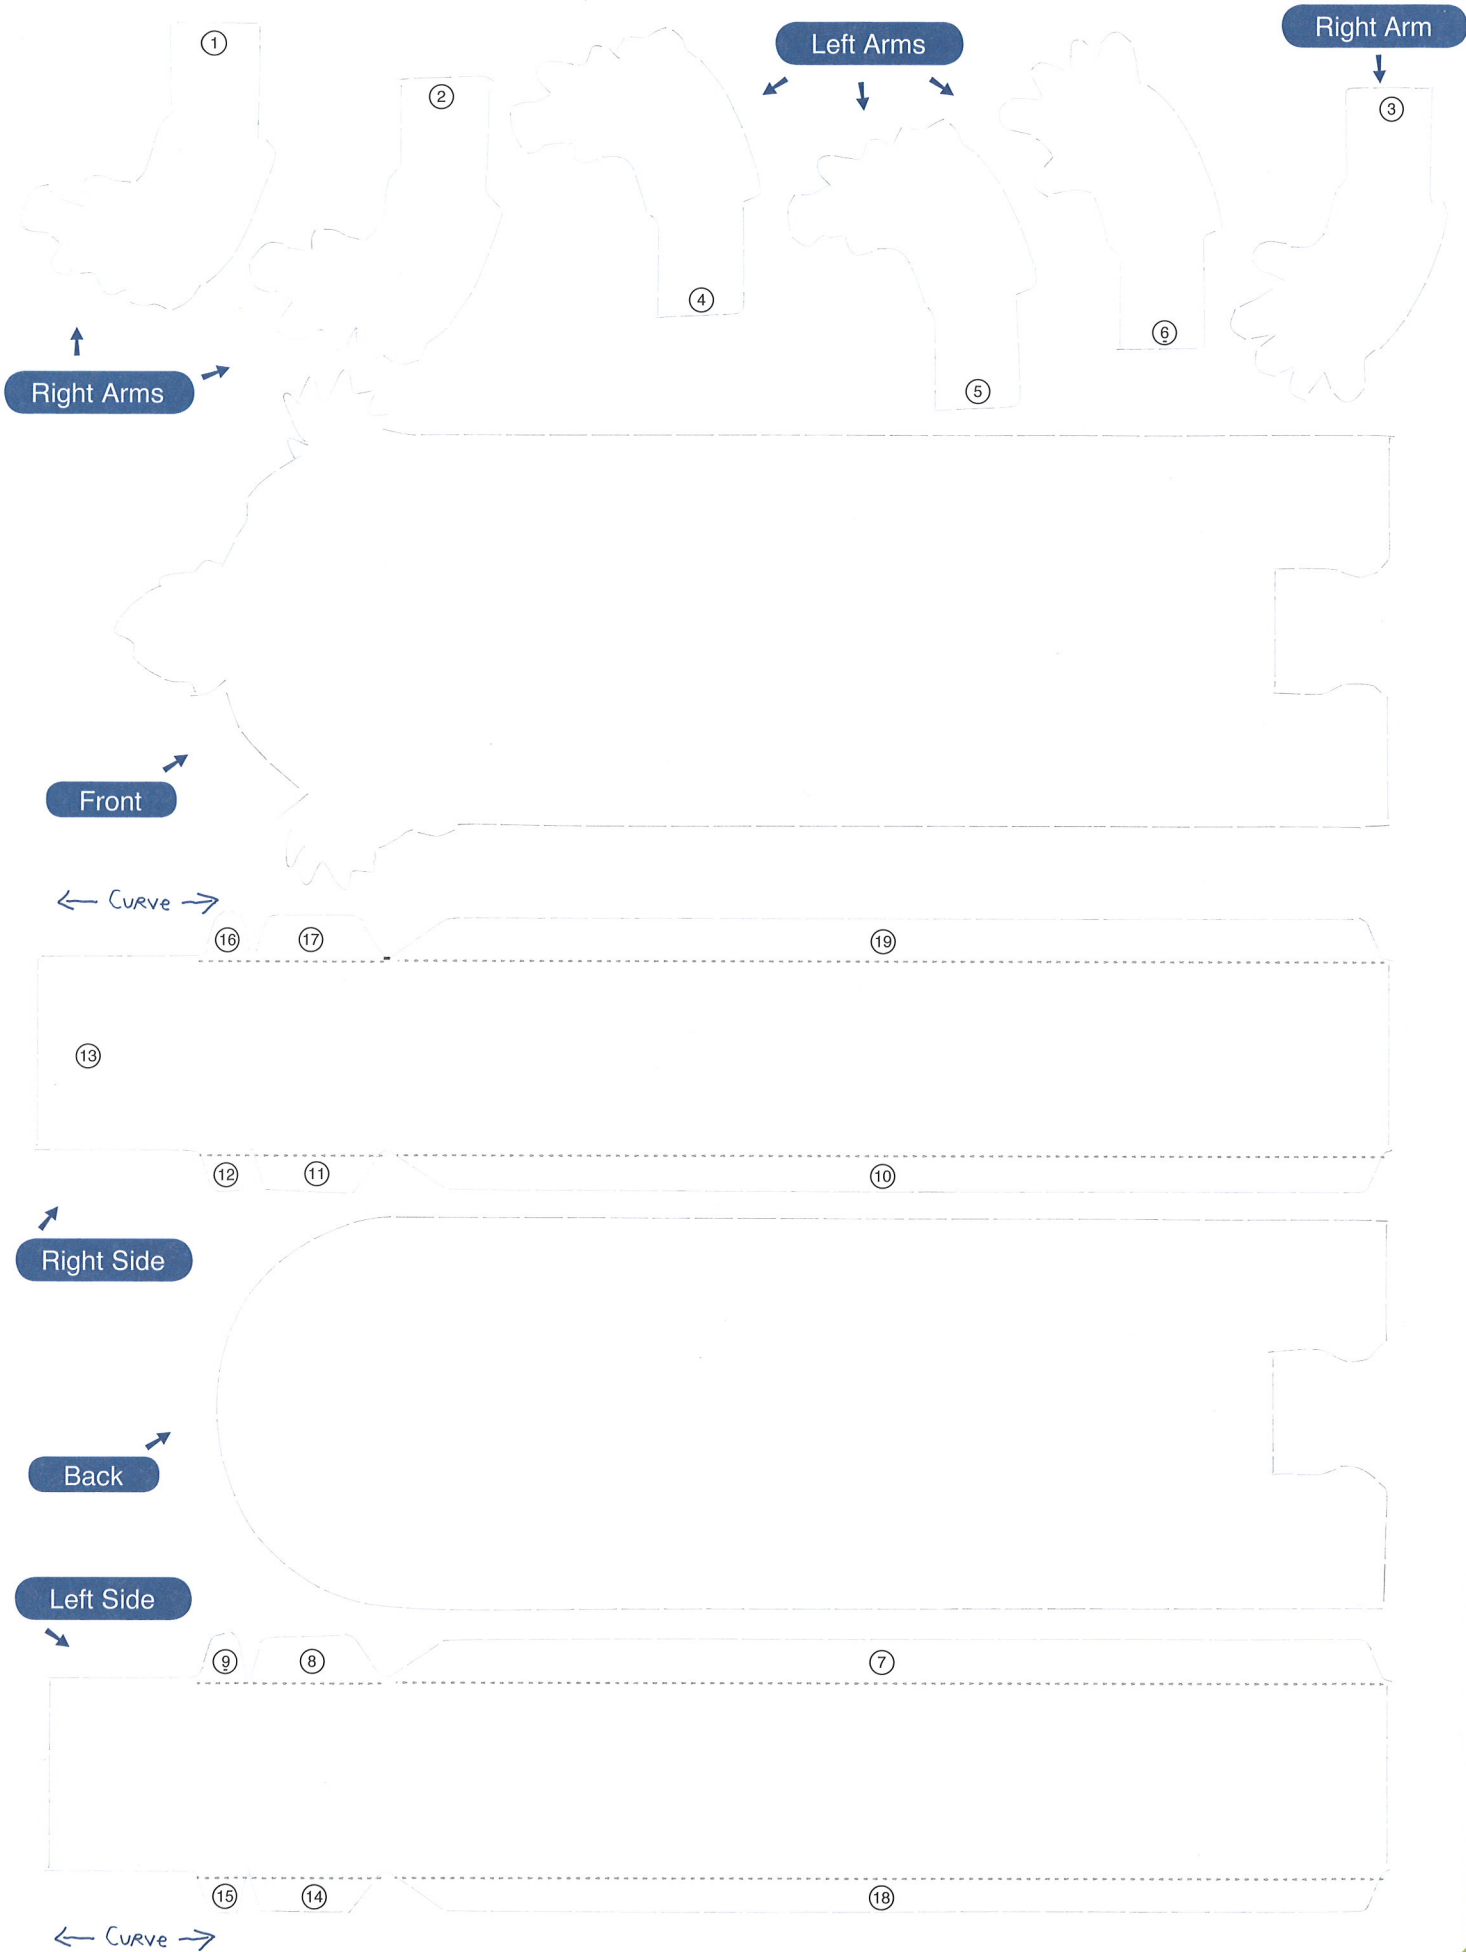 ①
Right Arm
Left Arms
②
③
④
⑥
Right Arms
⑤
Front
← Curve →
⑯ ⑰ ⑲
⑬
⑫ ⑪ ⑩
Right Side
Back
Left Side
⑨ ⑧ ⑦
⑮ ⑭ ⑱
← Curve →